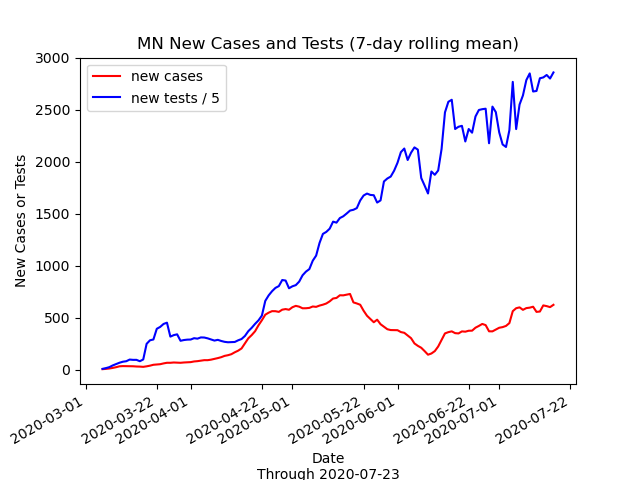 MN New Cases and Tests (7-day rolling mean)
new cases
new tests / 5
New Cases or Tests
3000
2500
2000
1500
1000
500
0
2020-03-01
2020-03-22
2020-04-01
2020-04-22
2020-05-01
2020-05-22
2020-06-01
2020-06-22
2020-07-01
2020-07-22
Date
Through 2020-07-23